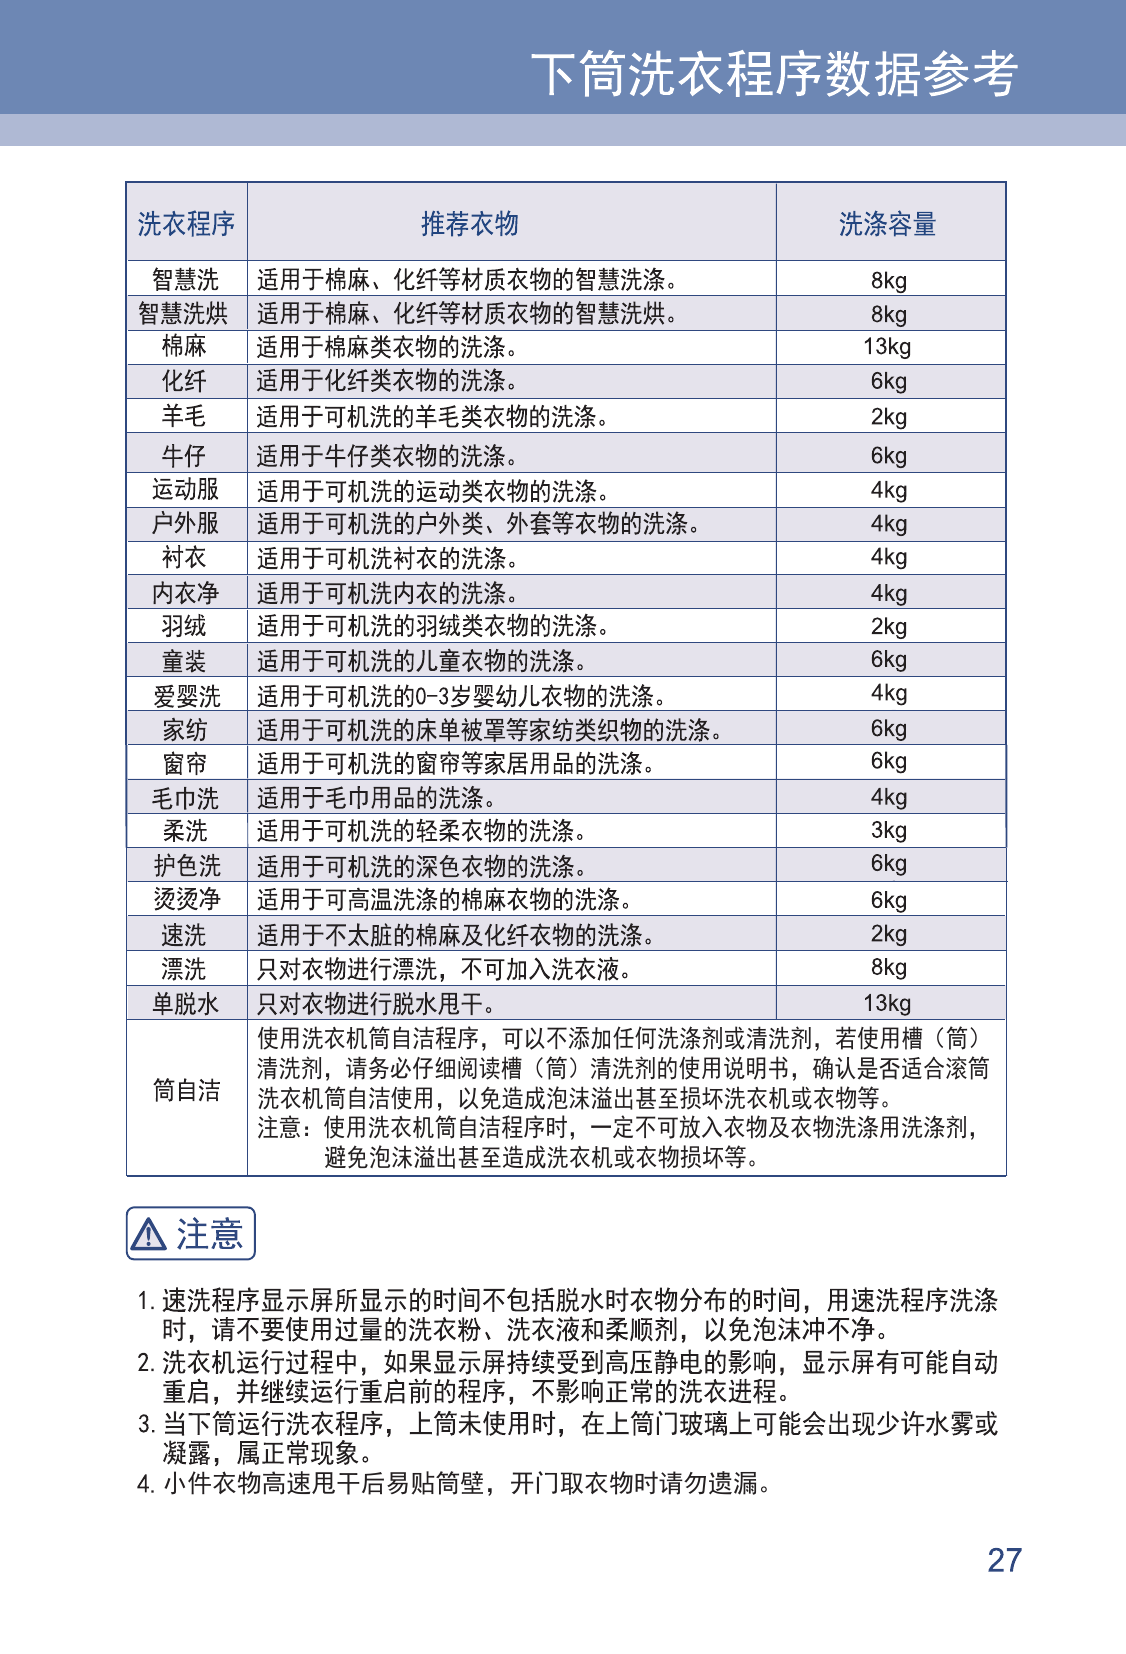 下筒洗衣程序数据参考
洗衣程序 推荐衣物 洗涤容量
智慧洗 适用于棉麻、化纤等材质衣物的智慧洗涤。 8kg
智慧洗烘 适用于棉麻、化纤等材质衣物的智慧洗烘。 8kg
棉麻 适用于棉麻类衣物的洗涤。 13kg
化纤 适用于化纤类衣物的洗涤。 6kg
羊毛 适用于可机洗的羊毛类衣物的洗涤。 2kg
牛仔 适用于牛仔类衣物的洗涤。 6kg
运动服 适用于可机洗的运动类衣物的洗涤。 4kg
户外服 适用于可机洗的户外类、外套等衣物的洗涤。 4kg
衬衣 适用于可机洗衬衣的洗涤。 4kg
内衣净 适用于可机洗内衣的洗涤。 4kg
羽绒 适用于可机洗的羽绒类衣物的洗涤。 2kg
童装 适用于可机洗的儿童衣物的洗涤。 6kg
爱婴洗 适用于可机洗的0-3岁婴幼儿衣物的洗涤。 4kg
家纺 适用于可机洗的床单被罩等家纺类织物的洗涤。 6kg
窗帘 适用于可机洗的窗帘等家居用品的洗涤。 6kg
毛巾洗 适用于毛巾用品的洗涤。 4kg
柔洗 适用于可机洗的轻柔衣物的洗涤。 3kg
护色洗 适用于可机洗的深色衣物的洗涤。 6kg
烫烫净 适用于可高温洗涤的棉麻衣物的洗涤。 6kg
速洗 适用于不太脏的棉麻及化纤衣物的洗涤。 2kg
漂洗 只对衣物进行漂洗，不可加入洗衣液。 8kg
单脱水 只对衣物进行脱水甩干。 13kg
筒自洁 使用洗衣机筒自洁程序，可以不添加任何洗涤剂或清洗剂，若使用槽（筒）
清洗剂，请务必仔细阅读槽（筒）清洗剂的使用说明书，确认是否适合滚筒
洗衣机筒自洁使用，以免造成泡沫溢出甚至损坏洗衣机或衣物等。
注意：使用洗衣机筒自洁程序时，一定不可放入衣物及衣物洗涤用洗涤剂，
避免泡沫溢出甚至造成洗衣机或衣物损坏等。
注意
1. 速洗程序显示屏所显示的时间不包括脱水时衣物分布的时间，用速洗程序洗涤
时，请不要使用过量的洗衣粉、洗衣液和柔顺剂，以免泡沫冲不净。
2. 洗衣机运行过程中，如果显示屏持续受到高压静电的影响，显示屏有可能自动
重启，并继续运行重启前的程序，不影响正常的洗衣进程。
3. 当下筒运行洗衣程序，上筒未使用时，在上筒门玻璃上可能会出现少许水雾或
凝露，属正常现象。
4. 小件衣物高速甩干后易贴筒壁，开门取衣物时请勿遗漏。
27